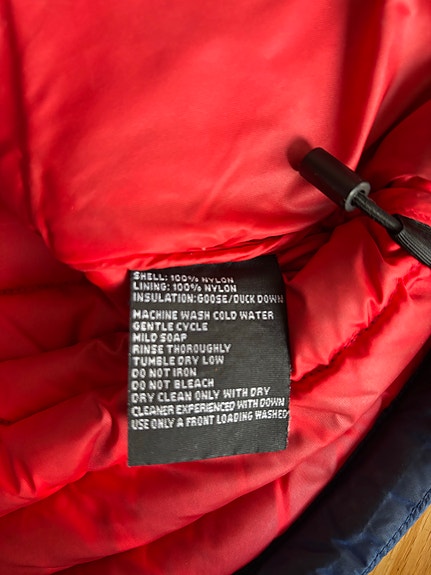 SHELL: 100% NYLON
LINING: 100% NYLON
INSULATION:GOOSE/DUCK DOWN
MACHINE WASH COLD WATER
GENTLE CYCLE
MILD SOAP
RINSE THOROUGHLY
TUMBLE DRY LOW
DO NOT IRON
DO NOT BLEACH
DRY CLEAN ONLY WITH DRY
CLEANER EXPERIENCED WITH DOWN
USE ONLY A FRONT LOADING WASHED